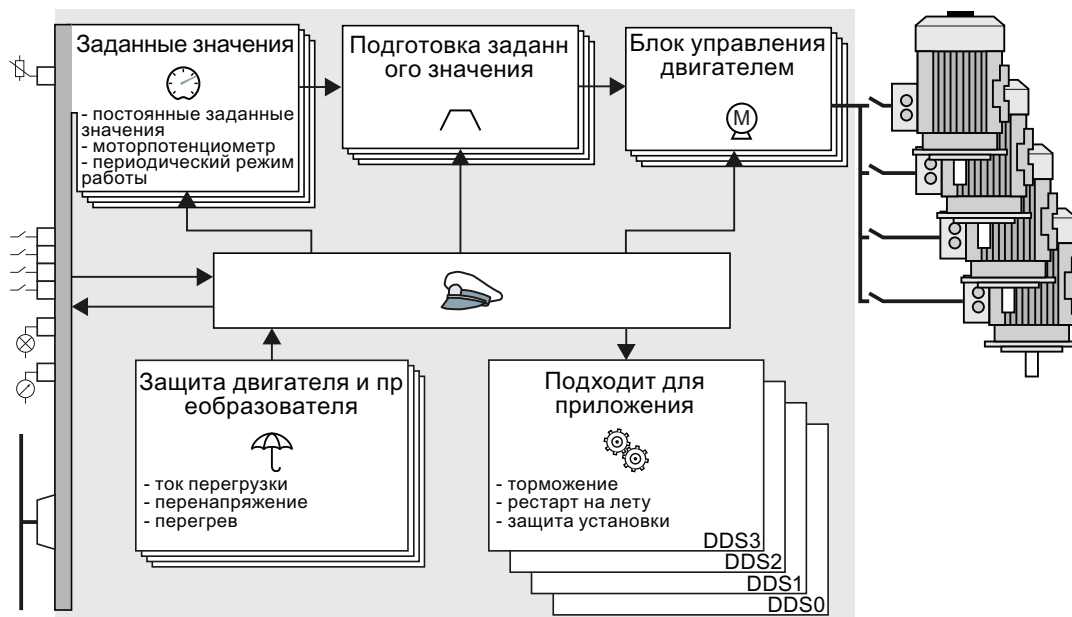 Заданные значения
- постоянные заданные
значения
- моторпотенциометр
- периодический режим
работы
Подготовка заданн
ого значения
Блок управления
двигателем
M
Защита двигателя и пр
еобразователя
- ток перегрузки
- перенапряжение
- перегрев
Подходит для
приложения
- торможение
- рестарт на лету
- защита установки
DDS3
DDS2
DDS1
DDS0